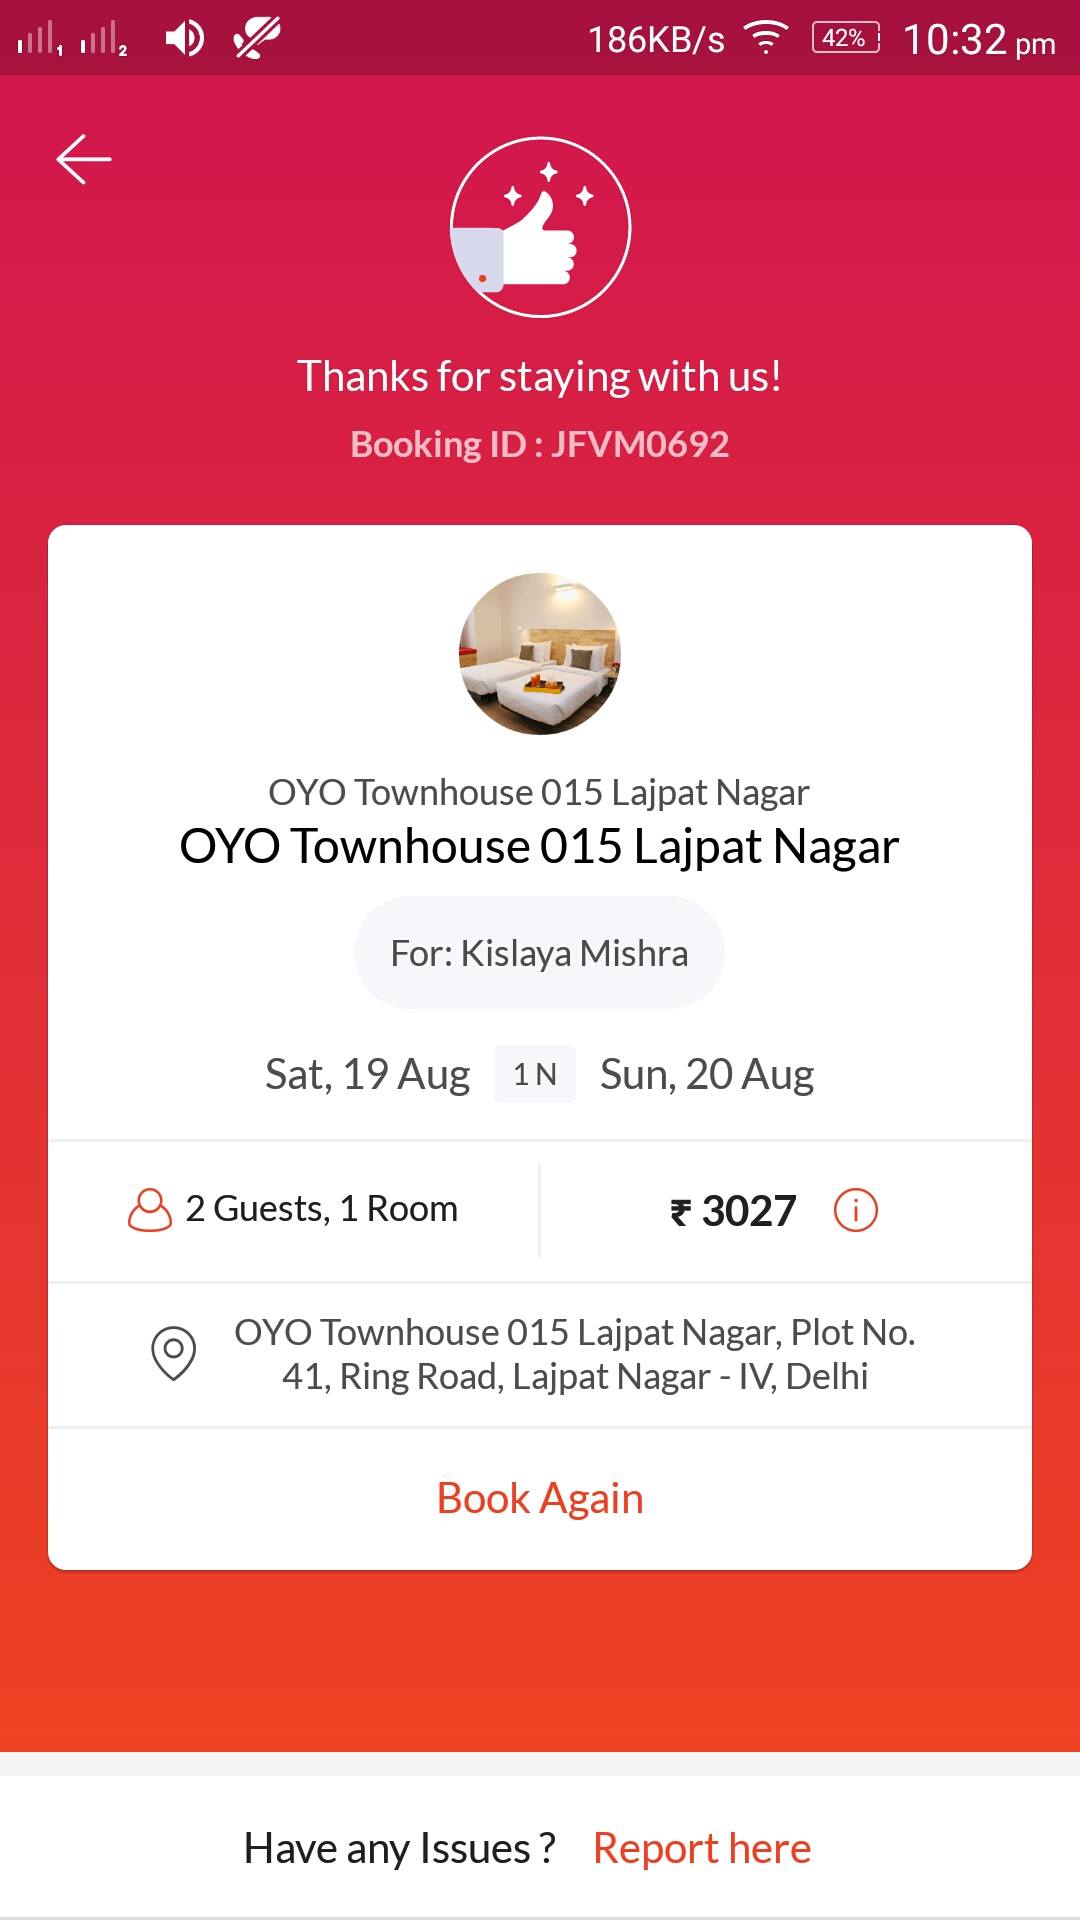 186KB/s 42% 10:32 pm
Thanks for staying with us!
Booking ID : JFVM0692
OYO Townhouse 015 Lajpat Nagar
OYO Townhouse 015 Lajpat Nagar
For: Kislaya Mishra
Sat, 19 Aug 1 N Sun, 20 Aug
2 Guests, 1 Room ₹ 3027
OYO Townhouse 015 Lajpat Nagar, Plot No.
41, Ring Road, Lajpat Nagar - IV, Delhi
Book Again
Have any Issues ? Report here